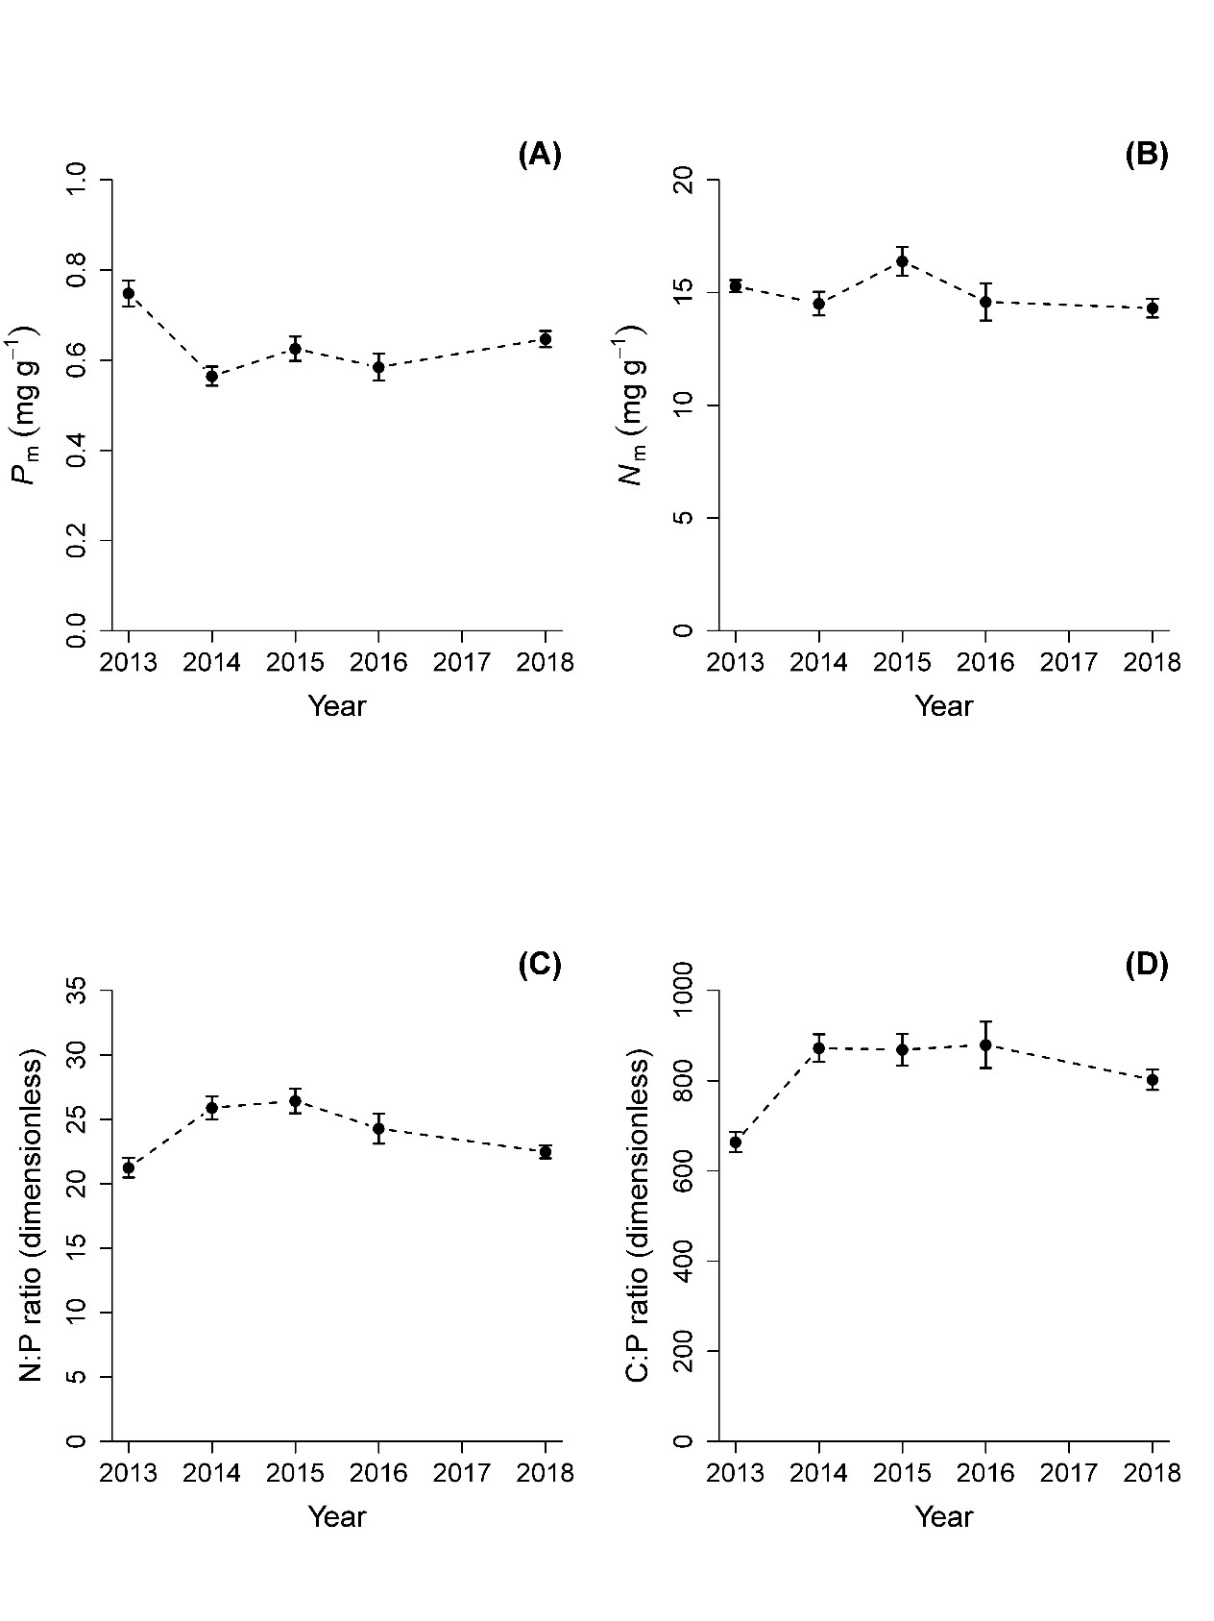 (A)
1.0
0.8
0.6
0.4
0.2
0.0
Pm (mg g−1)
2013 2014 2015 2016 2017 2018
Year
(B)
20
15
10
5
0
Nm (mg g−1)
2013 2014 2015 2016 2017 2018
Year
(C)
35
30
25
20
15
10
5
0
N:P ratio (dimensionless)
2013 2014 2015 2016 2017 2018
Year
(D)
1000
800
600
400
200
0
C:P ratio (dimensionless)
2013 2014 2015 2016 2017 2018
Year